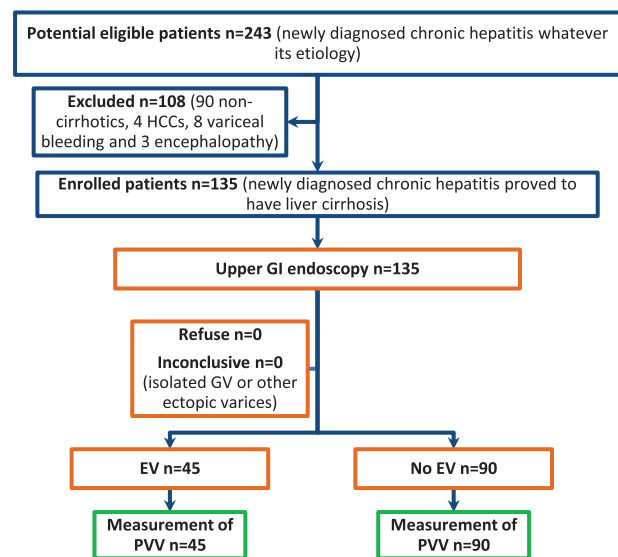 Potential eligible patients n=243 (newly diagnosed chronic hepatitis whatever
its etiology)
Excluded n=108 (90 non-
cirrhotics, 4 HCCs, 8 variceal
bleeding and 3 encephalopathy)
Enrolled patients n=135 (newly diagnosed chronic hepatitis proved to
have liver cirrhosis)
Upper GI endoscopy n=135
Refuse n=0
Inconclusive n=0
(isolated GV or other
ectopic varices)
EV n=45
No EV n=90
Measurement of
PVV n=45
Measurement of
PVV n=90